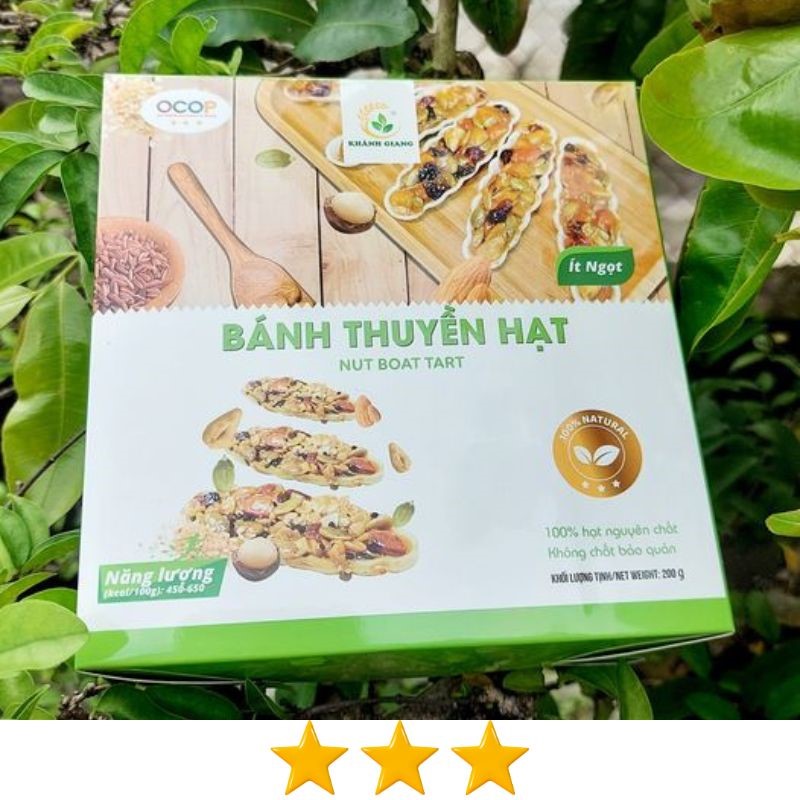 OCOP
KHÁNH GIANG
Ít Ngọt
BÁNH THUYỀN HẠT
NUT BOAT TART
100% NATURAL
100% hạt nguyên chất
Không chất bảo quản
Năng lượng
(kcal/100g): 450-650
KHỐI LƯỢNG TỊNH/NET WEIGHT: 200 g